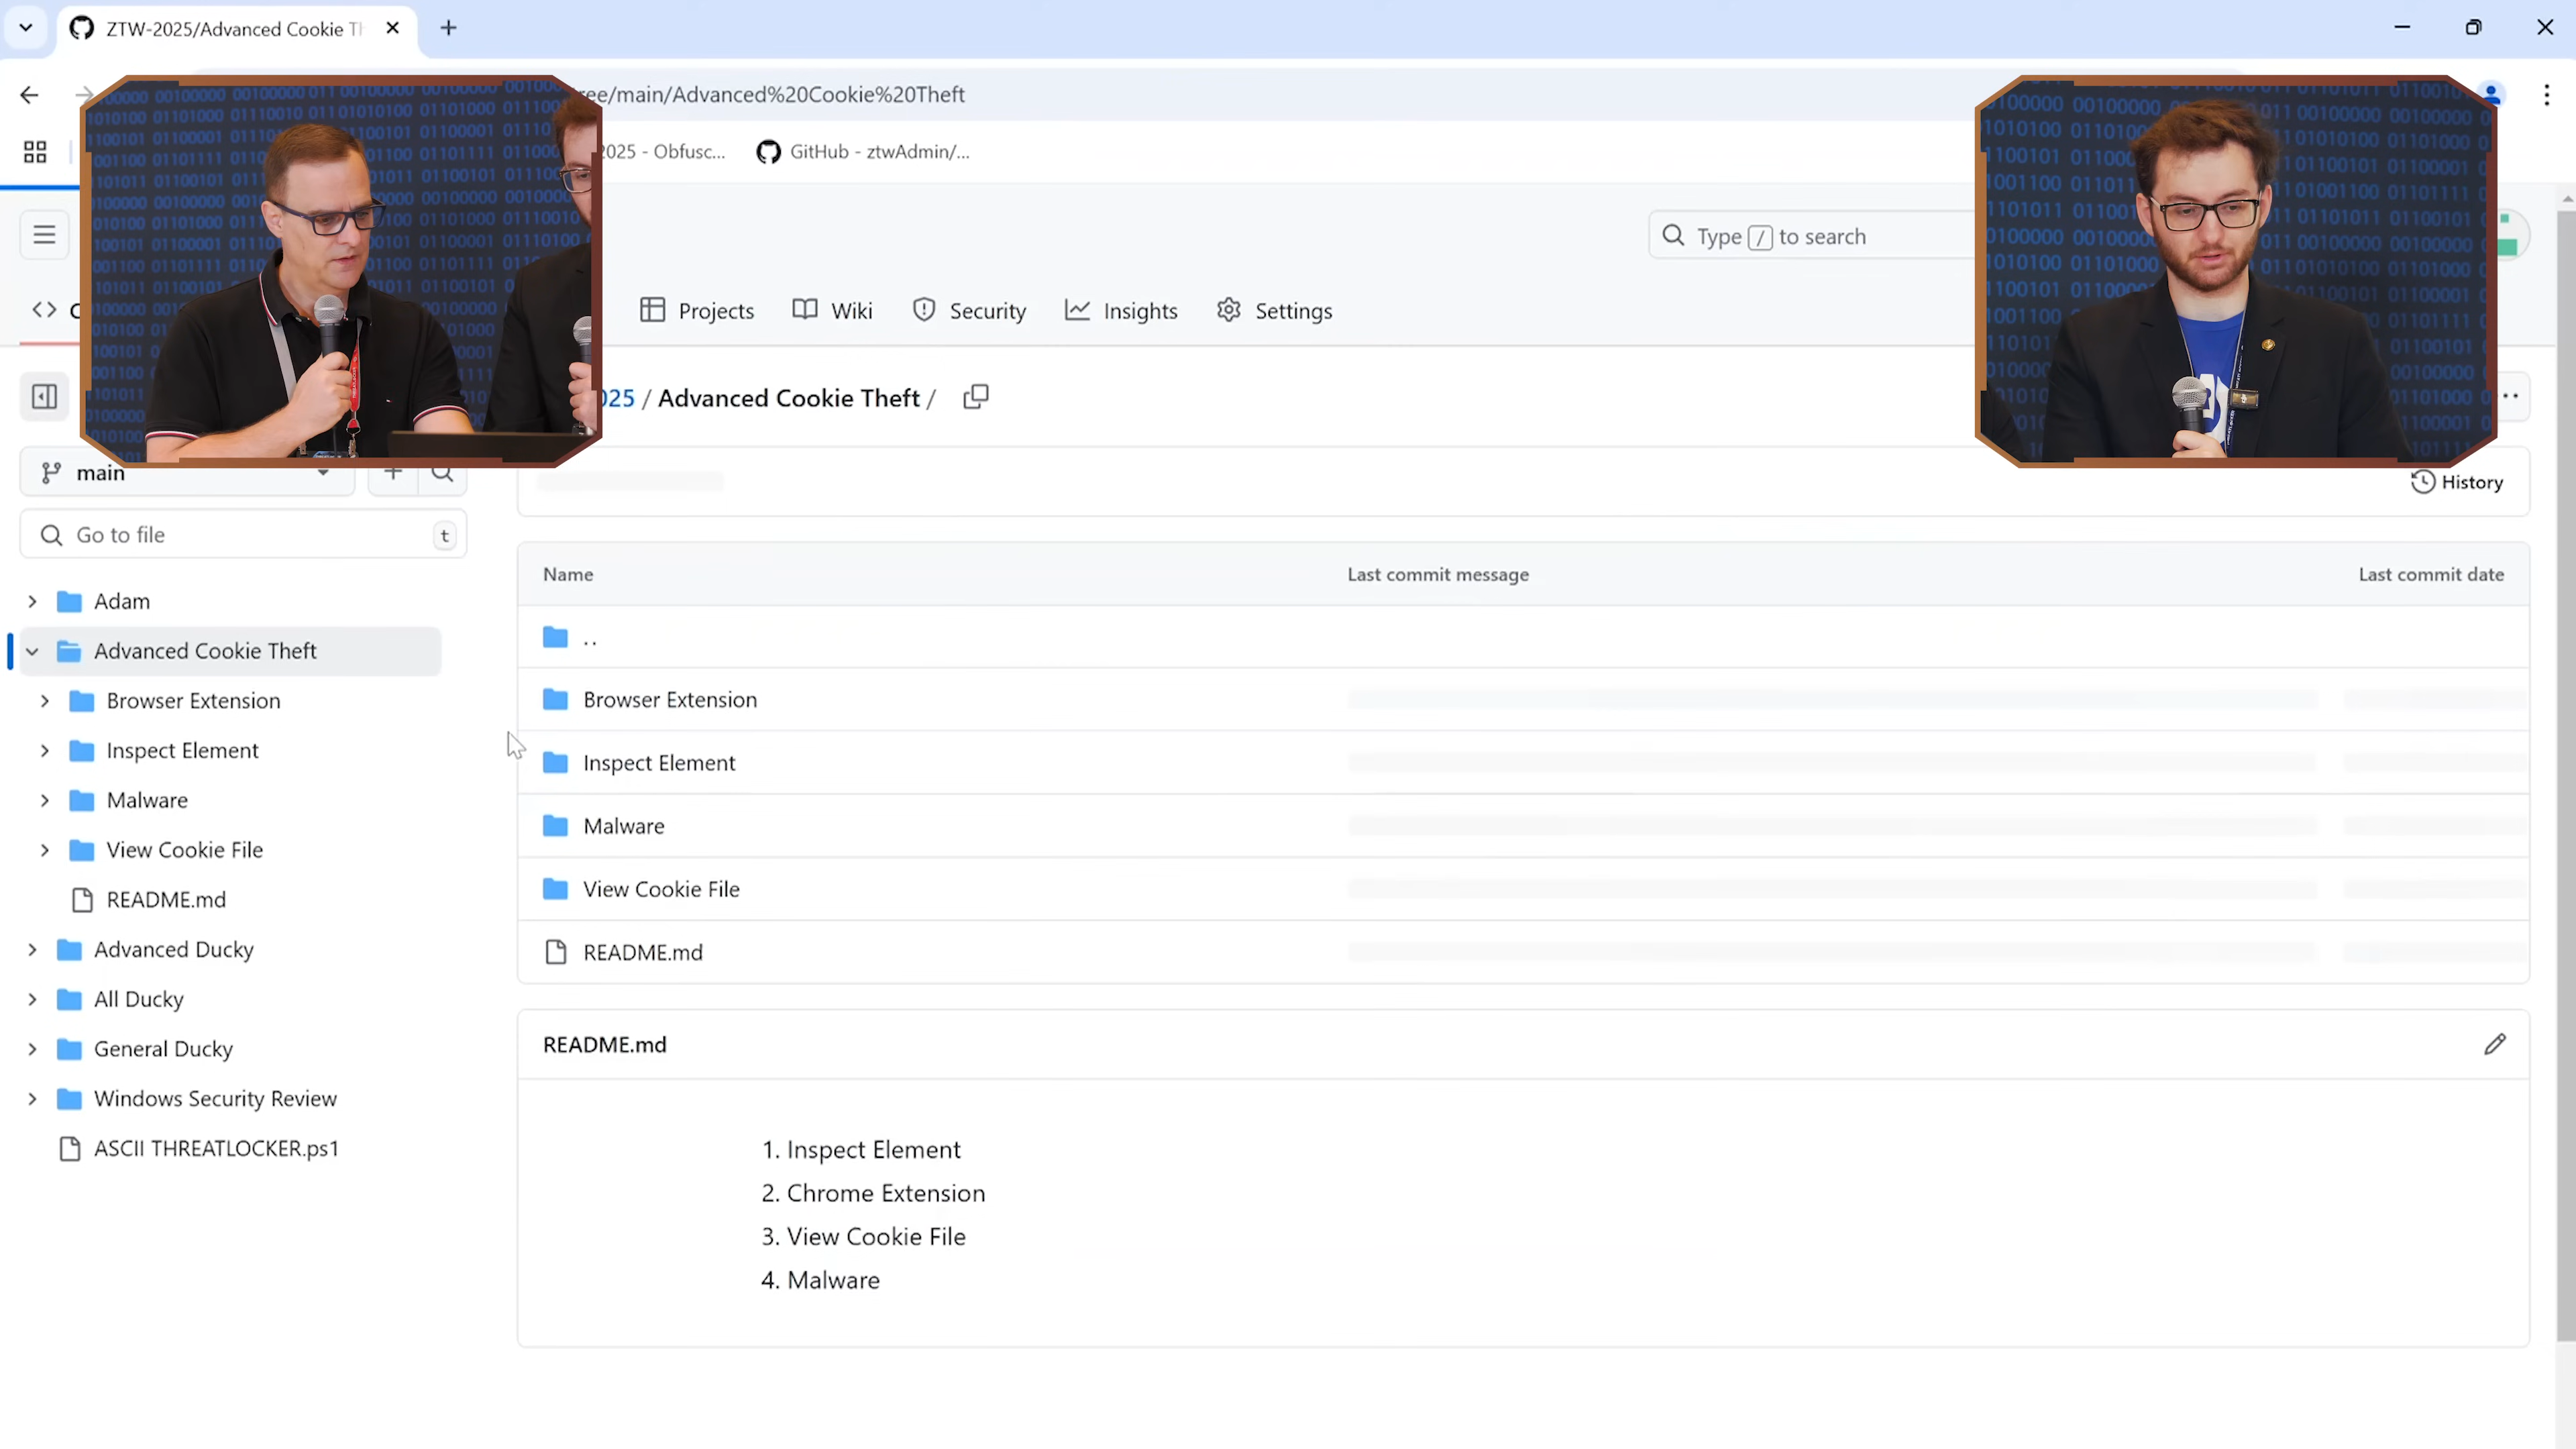 ZTW-2025/Advanced Cookie Th
ree/main/Advanced%20Cookie%20Theft
2025 - Obfusc...
GitHub - ztwAdmin/...
Type / to search
Projects
Wiki
Security
Insights
Settings
025 / Advanced Cookie Theft /
main
History
Go to file
t
Adam
Advanced Cookie Theft
Browser Extension
Inspect Element
Malware
View Cookie File
README.md
Advanced Ducky
All Ducky
General Ducky
Windows Security Review
ASCII THREATLOCKER.ps1
Name Last commit message Last commit date
..
Browser Extension
Inspect Element
Malware
View Cookie File
README.md
README.md
1. Inspect Element
2. Chrome Extension
3. View Cookie File
4. Malware